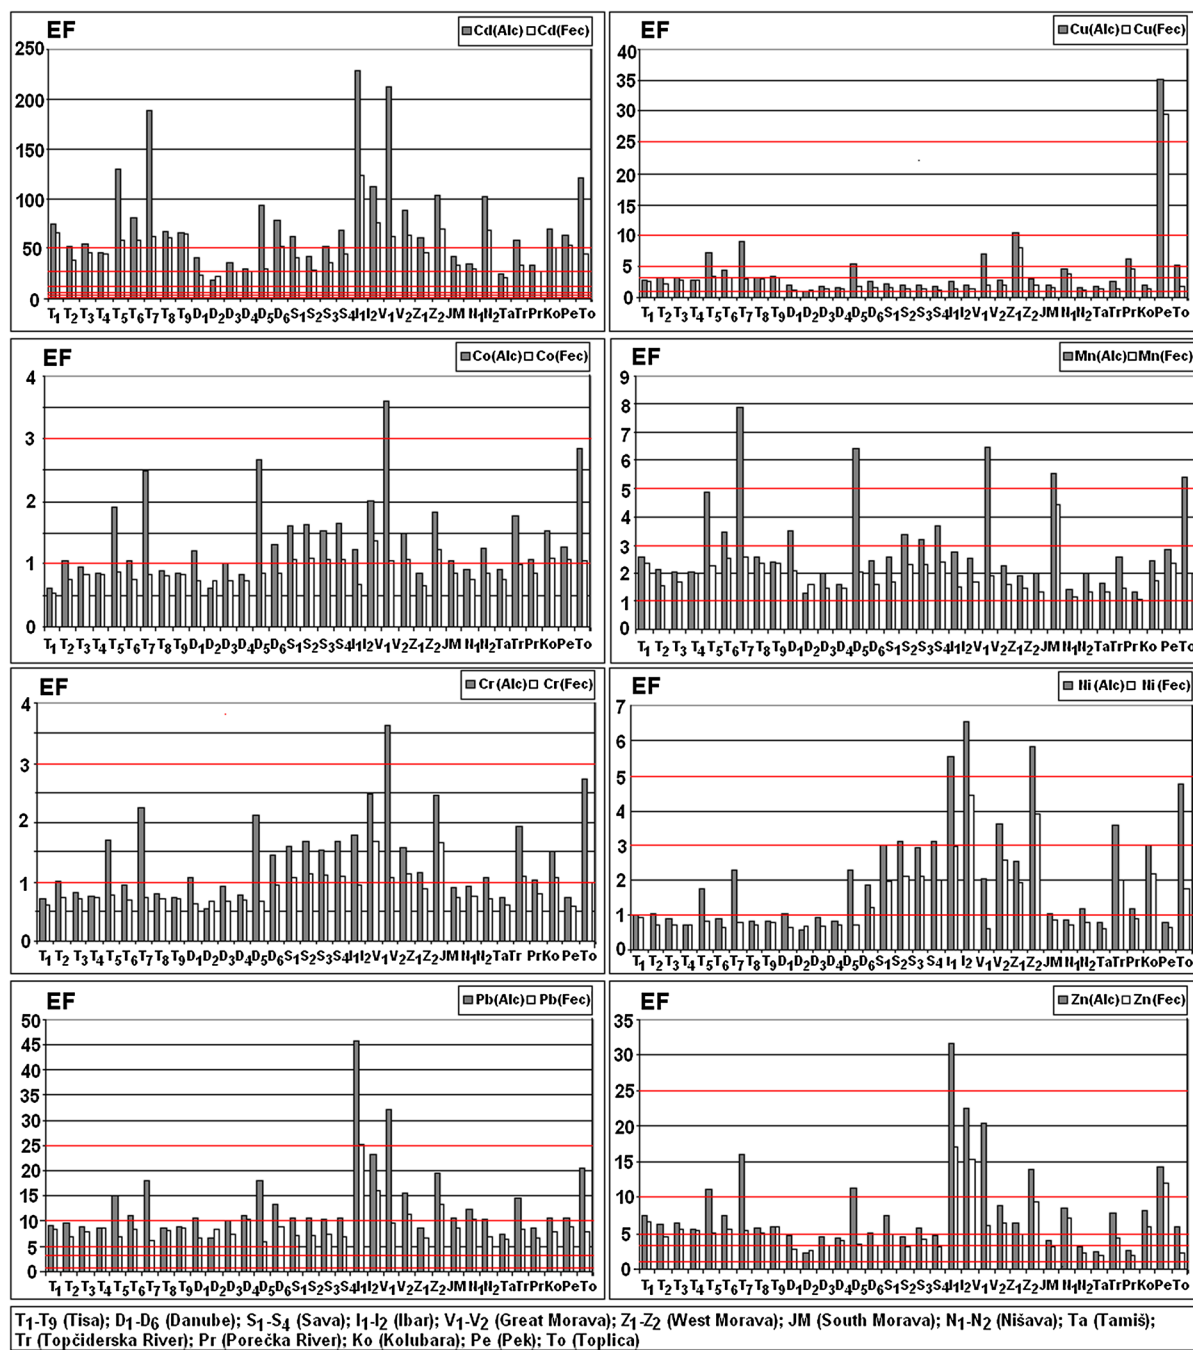 EF
Cd(Alc) Cd(Fec)
250
200
150
100
50
0
T1 T2 T3 T4 T5 T6 T7 T8 T9 D1 D2 D3 D4 D5 D6 S1 S2 S3 S4 I1 I2 V1 V2 Z1 Z2 JM N1 N2 Ta Tr Pr Ko Pe To
EF
Cu(Alc) Cu(Fec)
40
35
30
25
20
15
10
5
0
T1 T2 T3 T4 T5 T6 T7 T8 T9 D1 D2 D3 D4 D5 D6 S1 S2 S3 S4 I1 I2 V1 V2 Z1 Z2 JM N1 N2 Ta Tr Pr Ko Pe To
EF
Co(Alc) Co(Fec)
4
3
2
1
0
T1 T2 T3 T4 T5 T6 T7 T8 T9 D1 D2 D3 D4 D5 D6 S1 S2 S3 S4 I1 I2 V1 V2 Z1 Z2 JM N1 N2 Ta Tr Pr Ko Pe To
EF
Mn(Alc) Mn(Fec)
9
8
7
6
5
4
3
2
1
0
T1 T2 T3 T4 T5 T6 T7 T8 T9 D1 D2 D3 D4 D5 D6 S1 S2 S3 S4 I1 I2 V1 V2 Z1 Z2 JM N1 N2 Ta Tr Pr Ko Pe To
EF
Cr(Alc) Cr(Fec)
4
3
2
1
0
T1 T2 T3 T4 T5 T6 T7 T8 T9 D1 D2 D3 D4 D5 D6 S1 S2 S3 S4 I1 I2 V1 V2 Z1 Z2 JM N1 N2 Ta Tr Pr Ko Pe To
EF
Ni(Alc) Ni(Fec)
7
6
5
4
3
2
1
0
T1 T2 T3 T4 T5 T6 T7 T8 T9 D1 D2 D3 D4 D5 D6 S1 S2 S3 S4 I1 I2 V1 V2 Z1 Z2 JM N1 N2 Ta Tr Pr Ko Pe To
EF
Pb(Alc) Pb(Fec)
50
45
40
35
30
25
20
15
10
5
0
T1 T2 T3 T4 T5 T6 T7 T8 T9 D1 D2 D3 D4 D5 D6 S1 S2 S3 S4 I1 I2 V1 V2 Z1 Z2 JM N1 N2 Ta Tr Pr Ko Pe To
EF
Zn(Alc) Zn(Fec)
35
30
25
20
15
10
5
0
T1 T2 T3 T4 T5 T6 T7 T8 T9 D1 D2 D3 D4 D5 D6 S1 S2 S3 S4 I1 I2 V1 V2 Z1 Z2 JM N1 N2 Ta Tr Pr Ko Pe To
T1-T9 (Tisa); D1-D6 (Danube); S1-S4 (Sava); I1-I2 (Ibar); V1-V2 (Great Morava); Z1-Z2 (West Morava); JM (South Morava); N1-N2 (Nišava); Ta (Tamiš);
Tr (Topčiderska River); Pr (Porečka River); Ko (Kolubara); Pe (Pek); To (Toplica)